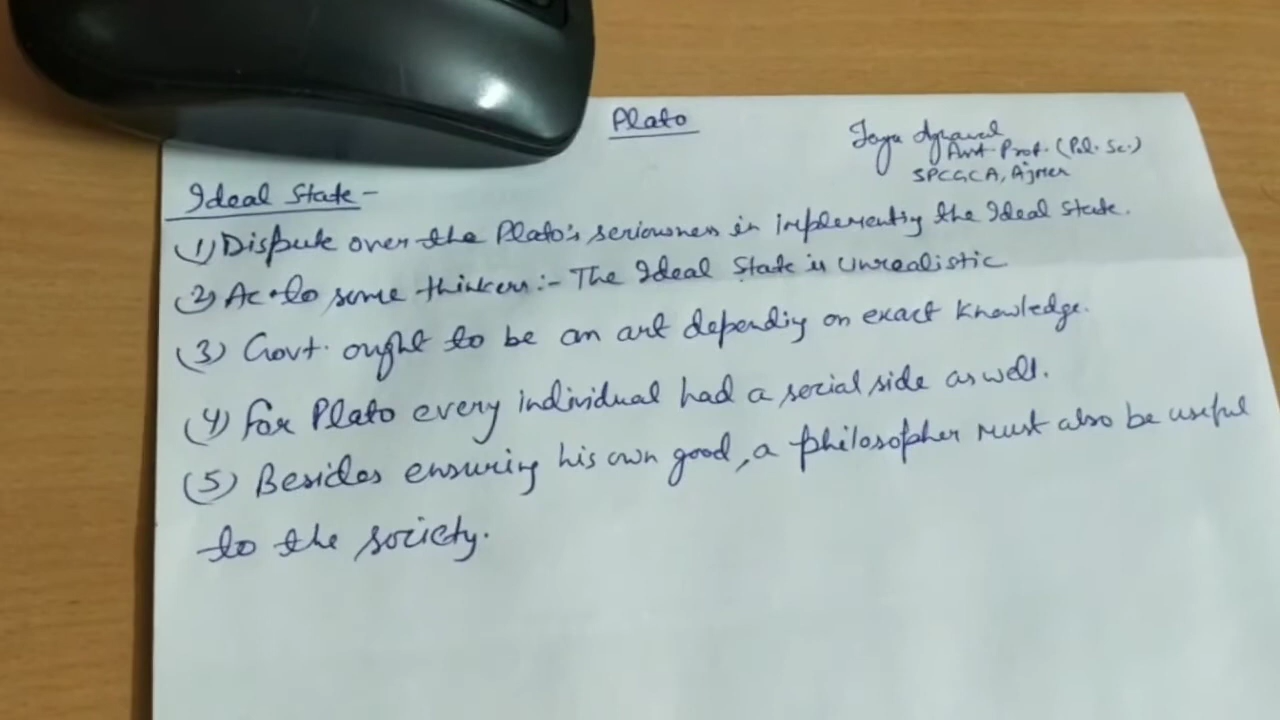 Plato
Jaya Agrawal
Asst. Prof. (Pol. Sc.)
SPCGCA, Ajmer
Ideal State -
(1) Dispute over the Plato's seriousness in implementing the Ideal State.
(2) Ac. to some thinkers :- The Ideal State is Unrealistic
(3) Govt. ought to be an art depending on exact knowledge.
(4) For Plato every individual had a social side as well.
(5) Besides ensuring his own good, a philosopher must also be useful
to the society.